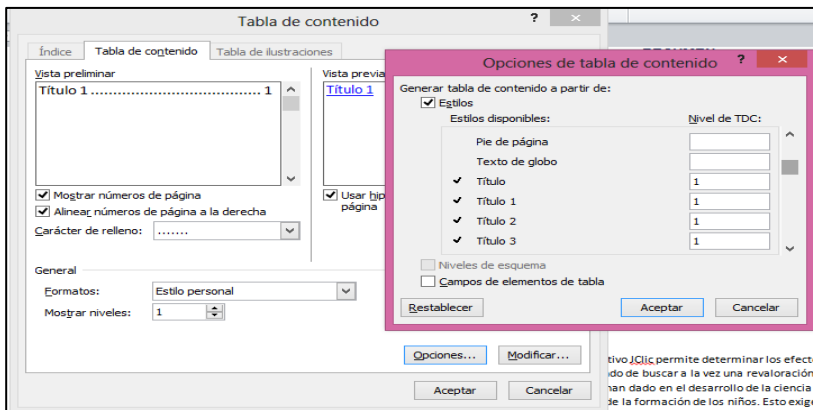 Tabla de contenido
?
Índice
Tabla de contenido
Tabla de ilustraciones
Vista preliminar
Título 1 ..................................... 1
Mostrar números de página
Alinear números de página a la derecha
Carácter de relleno: .......
Vista previa
Título 1
Usar hip
página
General
Formatos: Estilo personal
Mostrar niveles: 1
Opciones...
Modificar...
Aceptar
Cancelar
Opciones de tabla de contenido
?
Generar tabla de contenido a partir de:
Estilos
Estilos disponibles: Nivel de TDC:
Pie de página
Texto de globo
Título 1
Título 1 1
Título 2 1
Título 3 1
Niveles de esquema
Campos de elementos de tabla
Restablecer
Aceptar
Cancelar
tivo JClic permite determinar los efect
do de buscar a la vez una revaloración
han dado en el desarrollo de la ciencia
de la formación de los niños. Esto exig